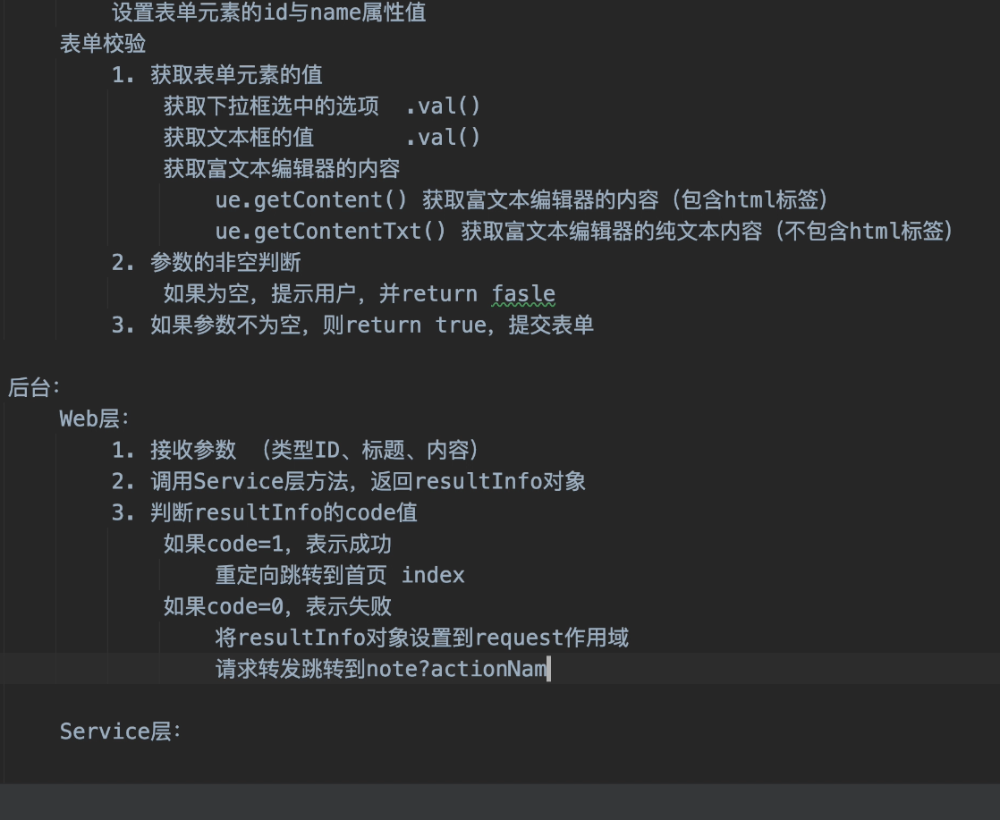 设置表单元素的id与name属性值
表单校验
1. 获取表单元素的值
获取下拉框选中的选项  .val()
获取文本框的值       .val()
获取富文本编辑器的内容
ue.getContent() 获取富文本编辑器的内容（包含html标签）
ue.getContentTxt() 获取富文本编辑器的纯文本内容（不包含html标签）
2. 参数的非空判断
如果为空，提示用户，并return fasle
3. 如果参数不为空，则return true，提交表单
后台：
Web层：
1. 接收参数 （类型ID、标题、内容）
2. 调用Service层方法，返回resultInfo对象
3. 判断resultInfo的code值
如果code=1，表示成功
重定向跳转到首页 index
如果code=0，表示失败
将resultInfo对象设置到request作用域
请求转发跳转到note?actionNam
Service层：